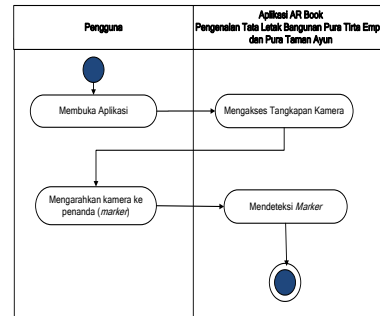 Pengguna
Aplikasi AR Book
Pengenalan Tata Letak Bangunan Pura Tirta Emp
dan Pura Taman Ayun
Membuka Aplikasi
Mengakses Tangkapan Kamera
Mengarahkan kamera ke
penanda (marker)
Mendeteksi Marker